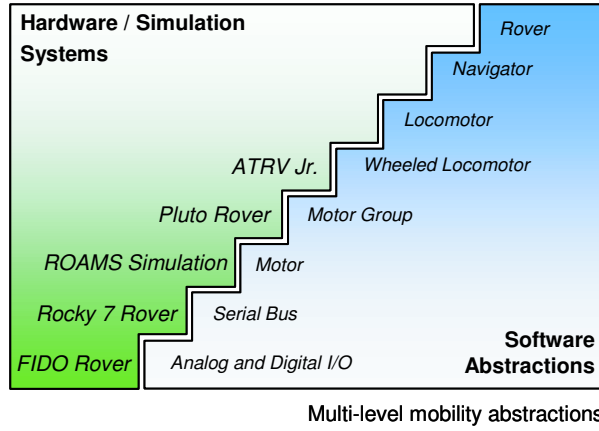 Hardware / Simulation
Systems
Rover
Navigator
Locomotor
ATRV Jr.
Wheeled Locomotor
Pluto Rover
Motor Group
ROAMS Simulation
Motor
Rocky 7 Rover
Serial Bus
FIDO Rover
Analog and Digital I/O
Software
Abstractions
Multi-level mobility abstractions